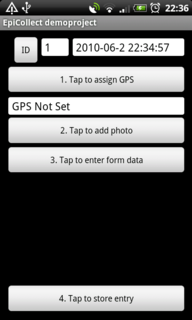 22:36
EpiCollect demoproject
ID 1 2010-06-2 22:34:57
1. Tap to assign GPS
GPS Not Set
2. Tap to add photo
3. Tap to enter form data
4. Tap to store entry